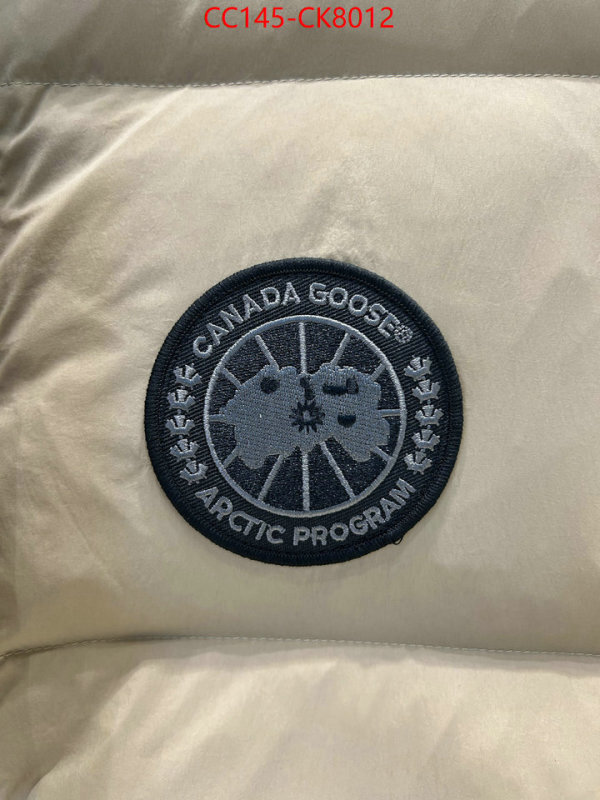 CC145-CK8012
CANADA GOOSE®
ARCTIC PROGRAM